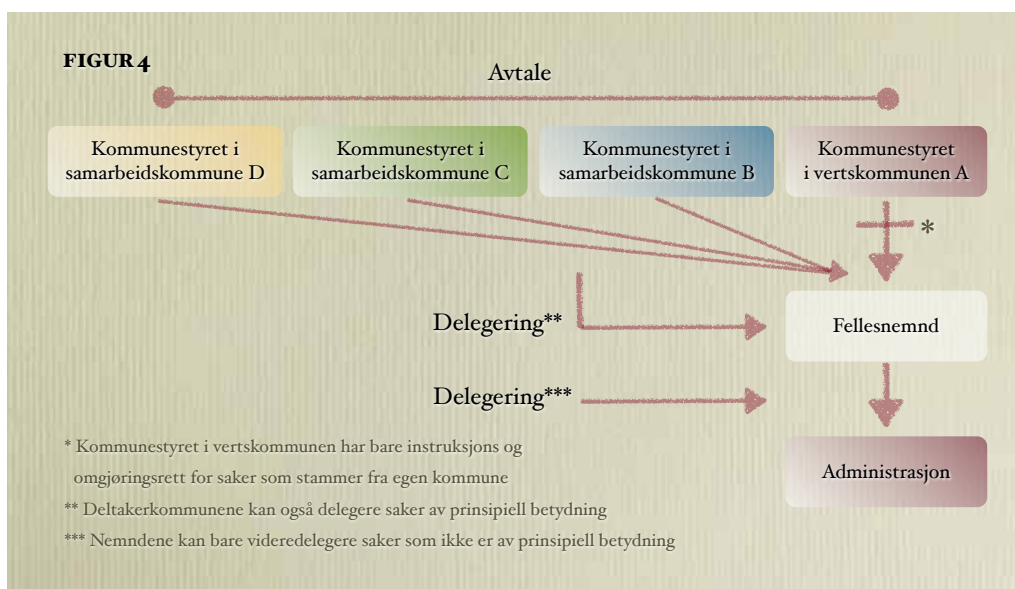 FIGUR 4
Avtale
Kommunestyret i
samarbeidskommune D
Kommunestyret i
samarbeidskommune C
Kommunestyret i
samarbeidskommune B
Kommunestyret
i vertskommunen A
*
Delegering**
Fellesnemnd
Delegering***
Administrasjon
* Kommunestyret i vertskommunen har bare instruksjons og
omgjøringsrett for saker som stammer fra egen kommune
** Deltakerkommunene kan også delegere saker av prinsipiell betydning
*** Nemndene kan bare videredelegere saker som ikke er av prinsipiell betydning